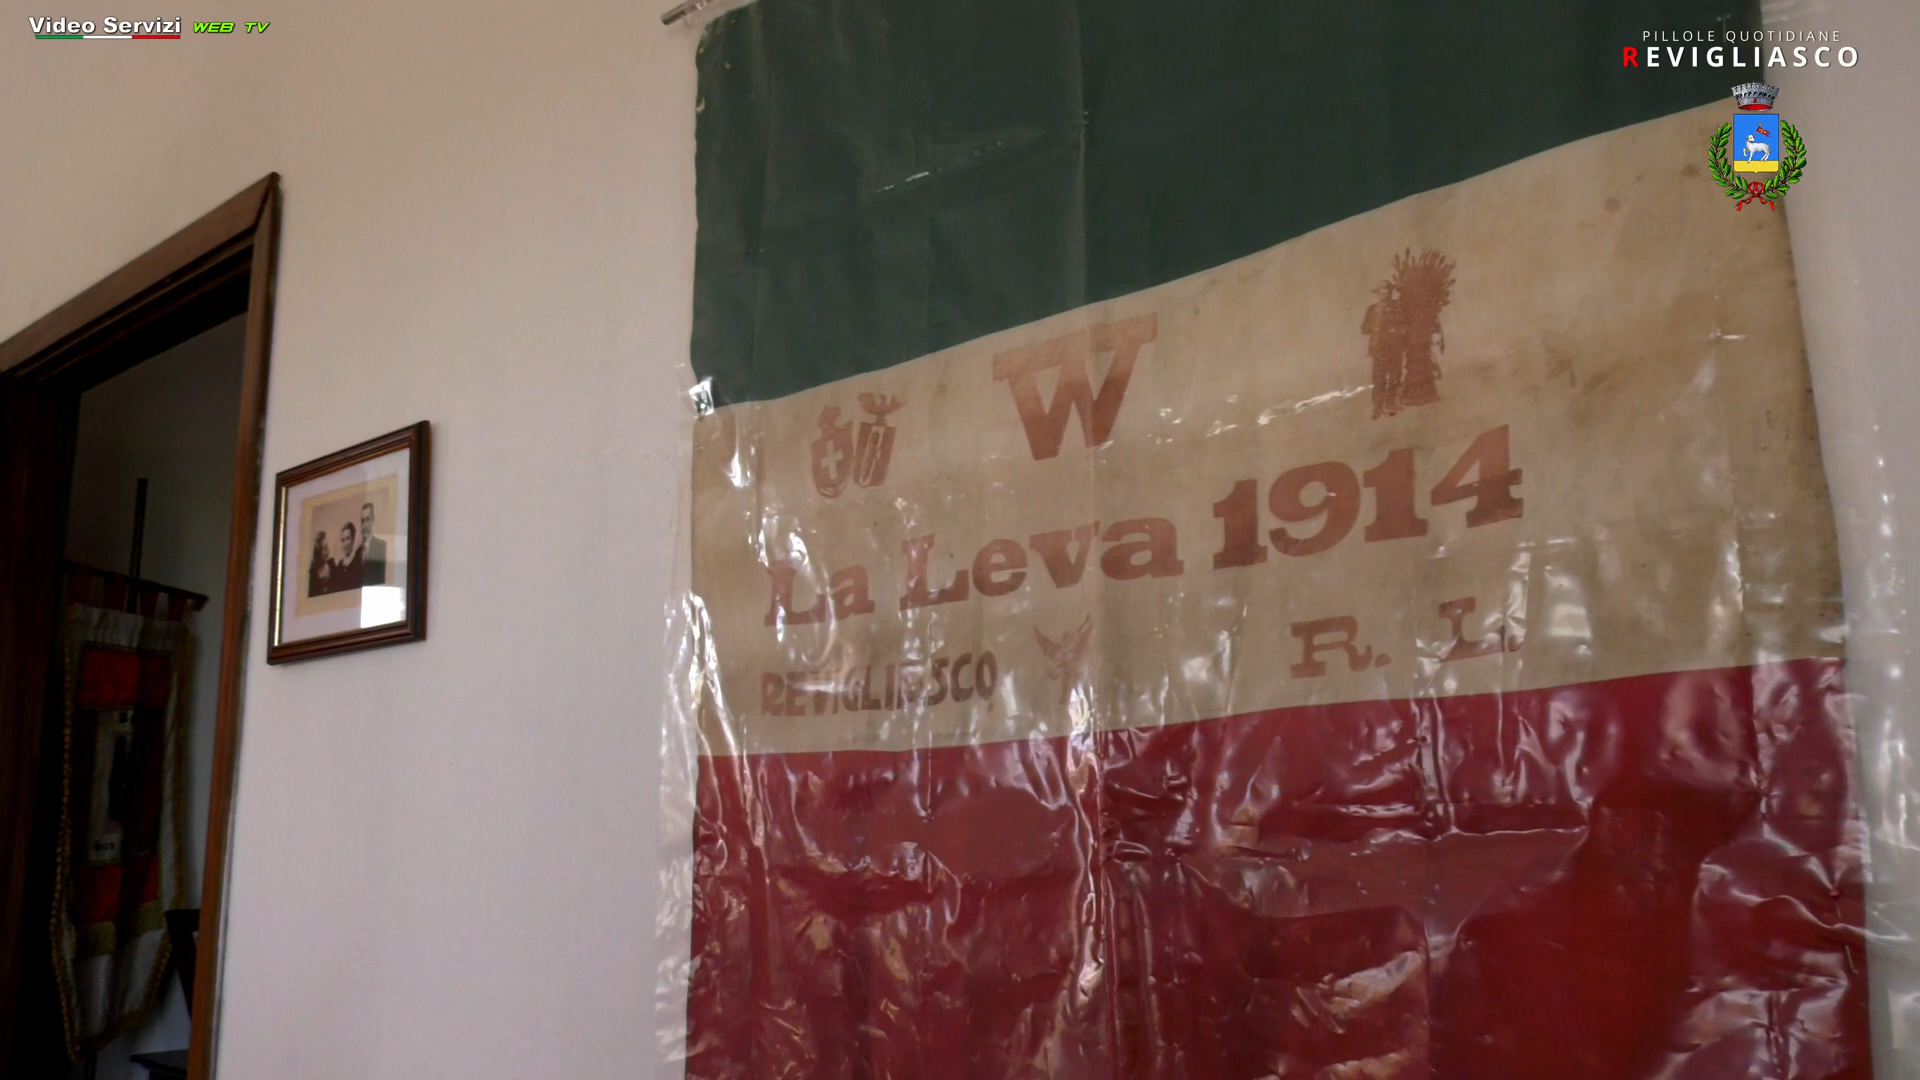 Video Servizi WEB TV
PILLOLE QUOTIDIANE
REVIGLIASCO
W
La Leva 1914
REVIGLIASCO
R. L.